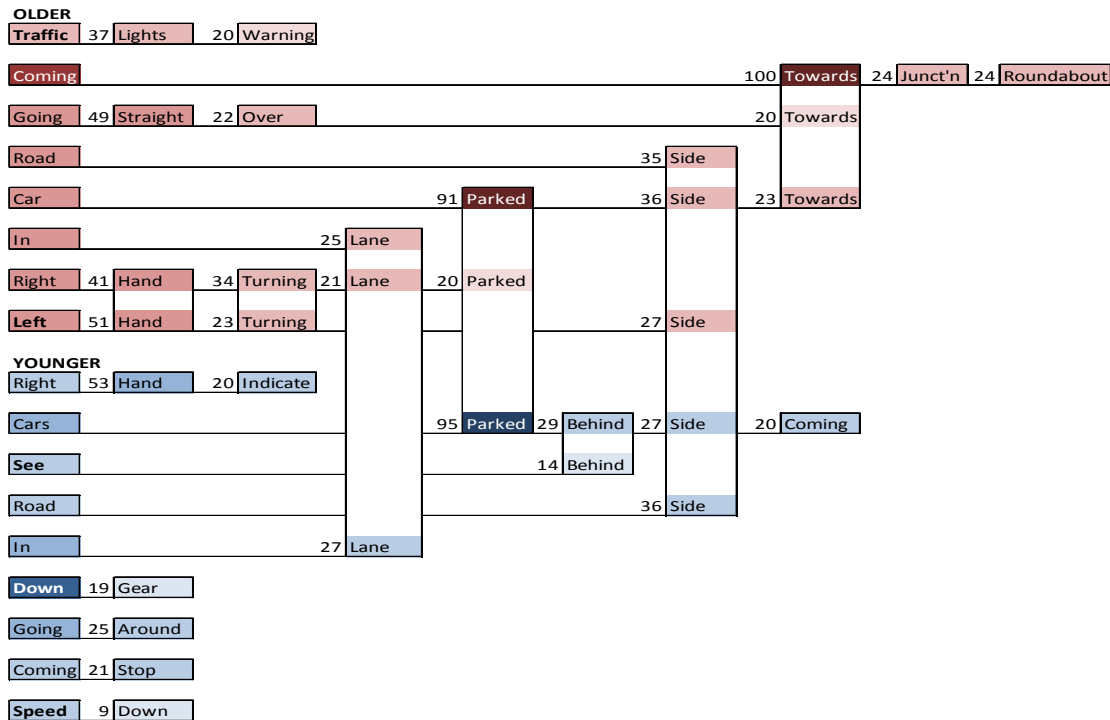 OLDER
Traffic 37 Lights 20 Warning
Coming 100 Towards 24 Junct'n 24 Roundabout
Going 49 Straight 22 Over 20 Towards
Road 35 Side
Car 91 Parked 36 Side 23 Towards
In 25 Lane
Right 41 Hand 34 Turning 21 Lane 20 Parked
Left 51 Hand 23 Turning 27 Side
YOUNGER
Right 53 Hand 20 Indicate
Cars 95 Parked 29 Behind 27 Side 20 Coming
See 14 Behind
Road 36 Side
In 27 Lane
Down 19 Gear
Going 25 Around
Coming 21 Stop
Speed 9 Down